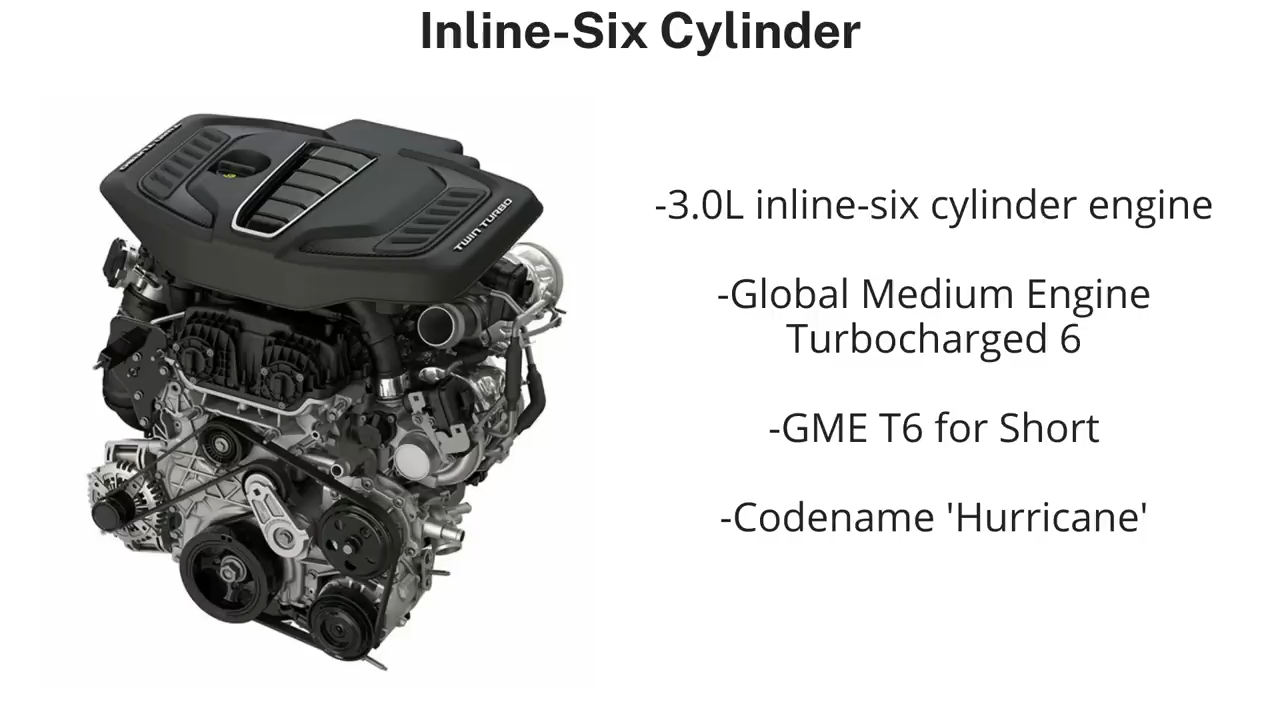 Inline-Six Cylinder
TWIN TURBO
-3.0L inline-six cylinder engine
-Global Medium Engine
Turbocharged 6
-GME T6 for Short
-Codename 'Hurricane'